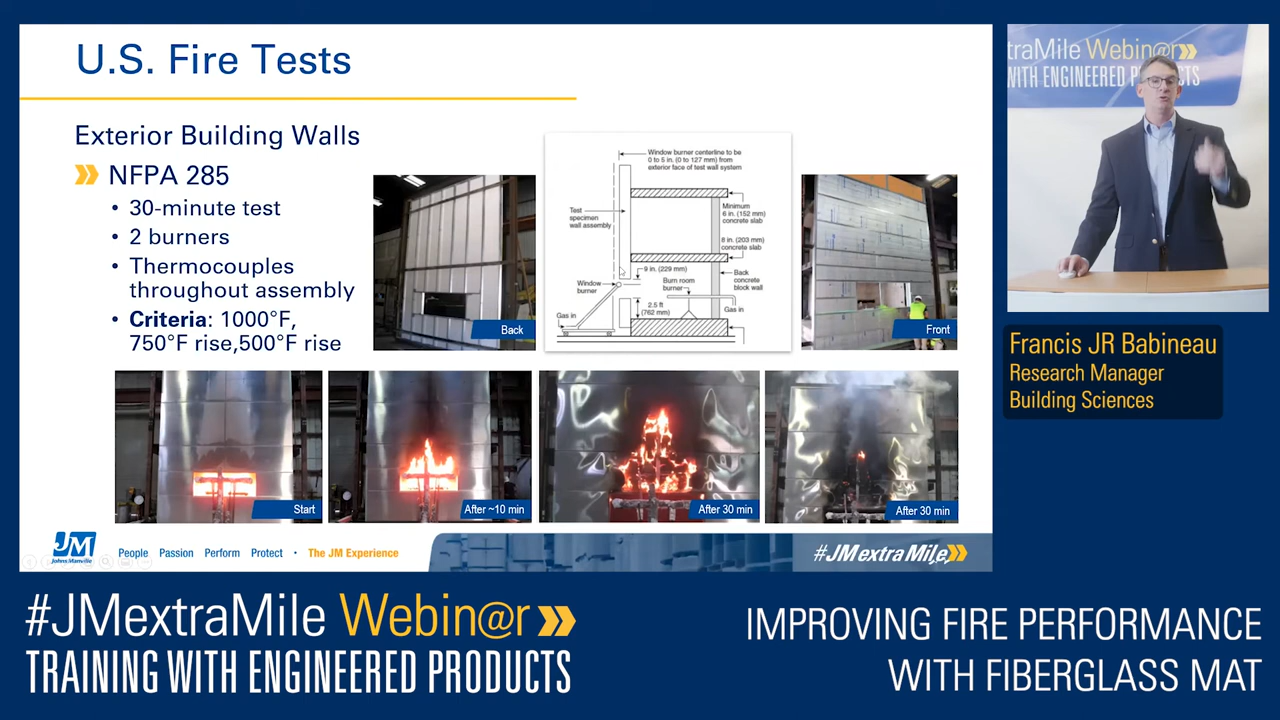 U.S. Fire Tests
Exterior Building Walls
NFPA 285
• 30-minute test
• 2 burners
• Thermocouples
throughout assembly
• Criteria: 1000°F,
750°F rise,500°F rise
Back
Window burner centerline to be
0 to 5 in. (0 to 127 mm) from
exterior face of test wall system
Test
specimen
wall assembly
Minimum
6 in. (152 mm)
concrete slab
8 in. (203 mm)
concrete slab
9 in. (229 mm)
Window
burner
Burn room
burner
Back
concrete
block wall
2.5 ft
(762 mm)
Gas in
Gas in
Front
Start
After ~10 min
After 30 min
After 30 min
JM
Johns Manville
People Passion Perform Protect • The JM Experience
#JMextraMile
traMile Webin@r
WITH ENGINEERED P CTS
Francis JR Babineau
Research Manager
Building Sciences
#JMextraMile Webin@r
TRAINING WITH ENGINEERED PRODUCTS
IMPROVING FIRE PERFORMANCE
WITH FIBERGLASS MAT